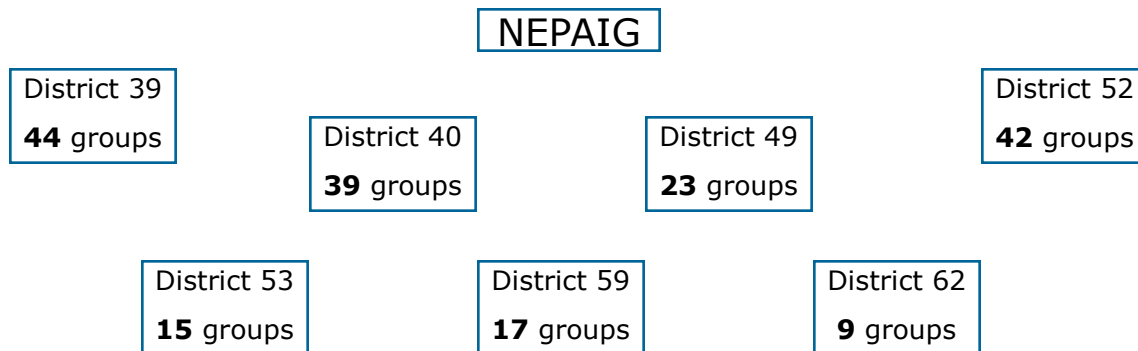 NEPAIG
District 39
44 groups
District 52
42 groups
District 40
39 groups
District 49
23 groups
District 53
15 groups
District 59
17 groups
District 62
9 groups